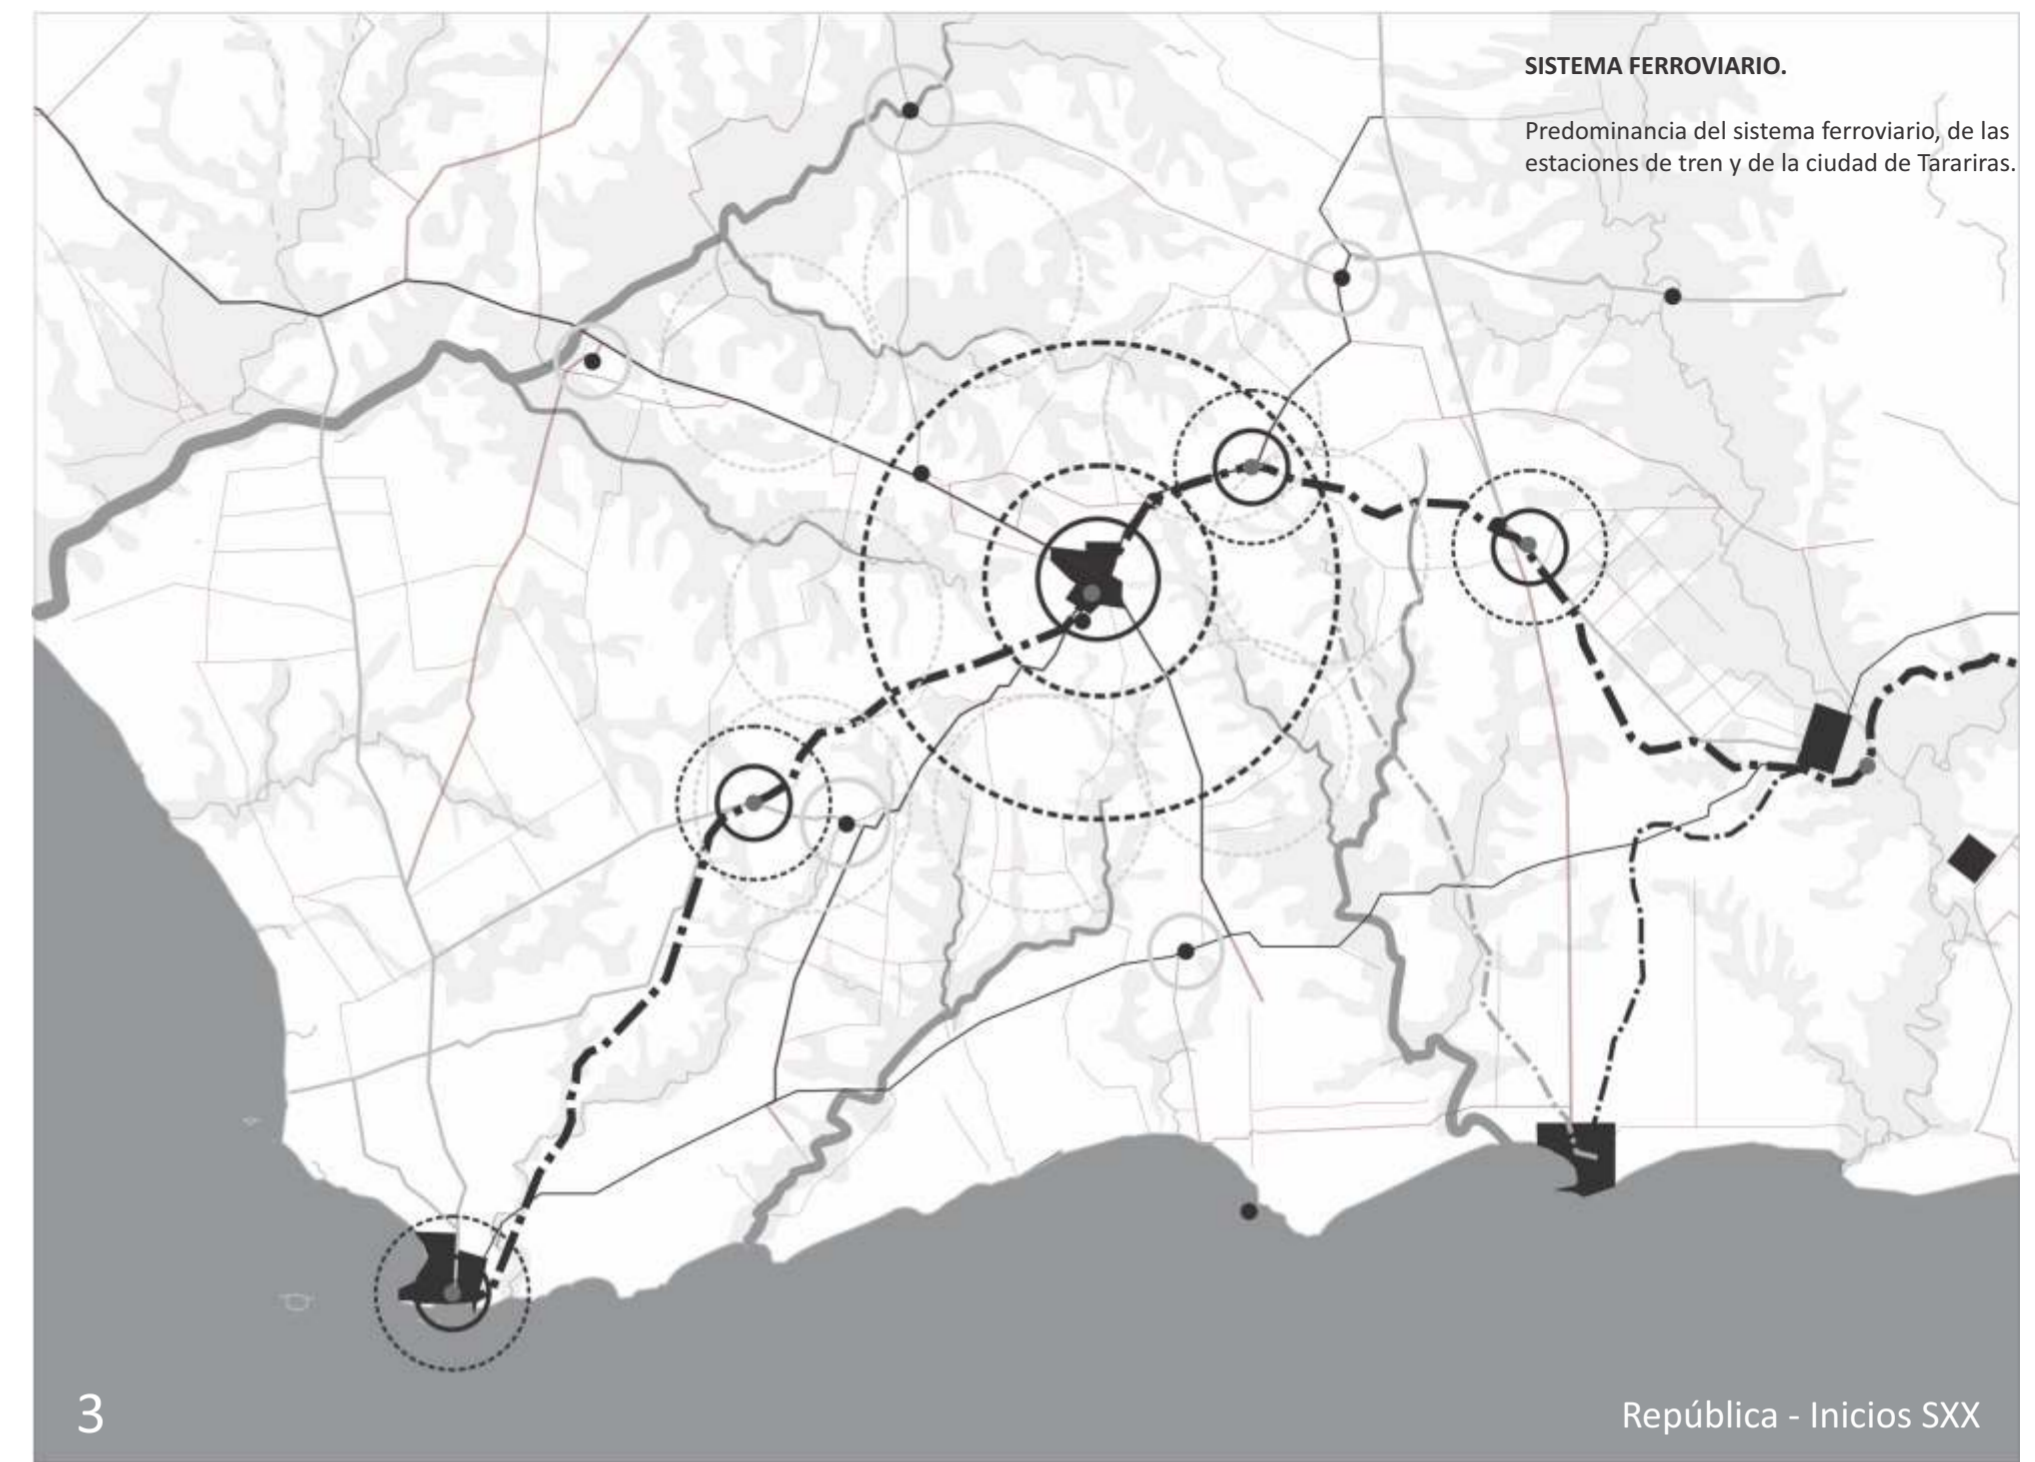 SISTEMA FERROVIARIO.
Predominancia del sistema ferroviario, de las
estaciones de tren y de la ciudad de Tarariras.
3
República - Inicios SXX